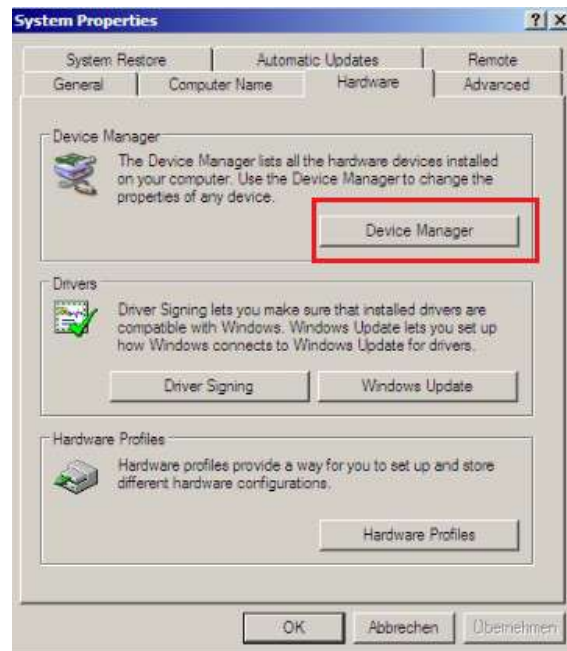 System Properties
System Restore Automatic Updates Remote
General Computer Name Hardware Advanced
Device Manager
The Device Manager lists all the hardware devices installed
on your computer. Use the Device Manager to change the
properties of any device.
Device Manager
Drivers
Driver Signing lets you make sure that installed drivers are
compatible with Windows. Windows Update lets you set up
how Windows connects to Windows Update for drivers.
Driver Signing Windows Update
Hardware Profiles
Hardware profiles provide a way for you to set up and store
different hardware configurations.
Hardware Profiles
OK Abbrechen Übernehmen